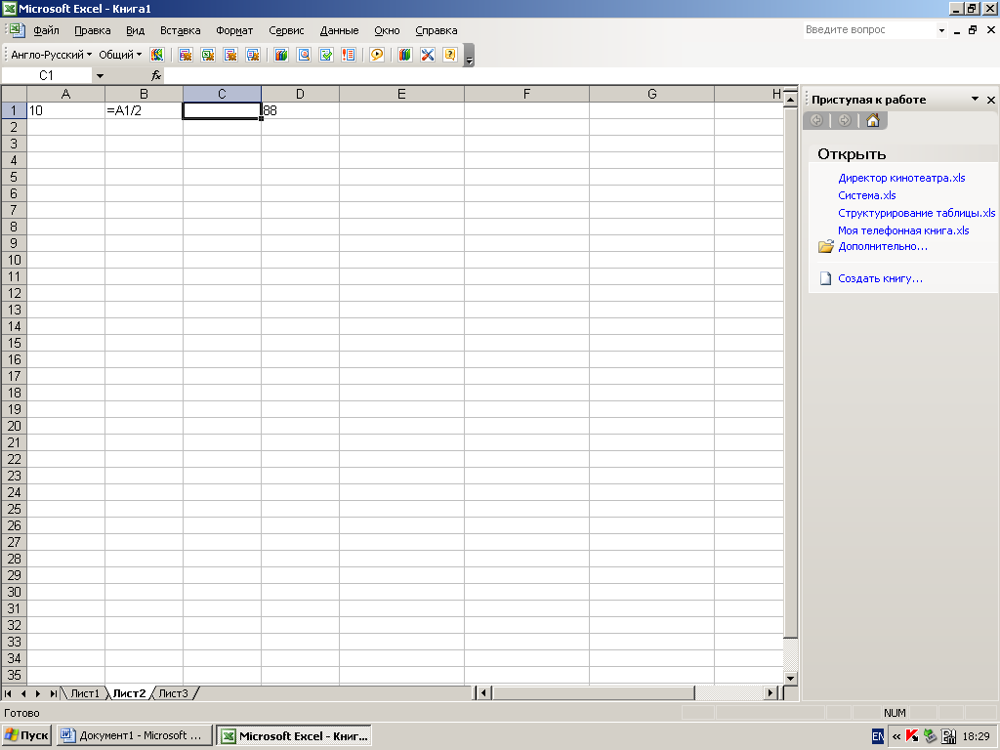 Microsoft Excel - Книга1
Файл Правка Вид Вставка Формат Сервис Данные Окно Справка Введите вопрос
Англо-Русский Общий
C1 fx
A B C D E F G H
1 10 =A1/2 88
2
3
4
5
6
7
8
9
10
11
12
13
14
15
16
17
18
19
20
21
22
23
24
25
26
27
28
29
30
31
32
33
34
35
Приступая к работе
Открыть
Директор кинотеатра.xls
Система.xls
Структурирование таблицы.xls
Моя телефонная книга.xls
Дополнительно...
Создать книгу...
Лист1 Лист2 Лист3
Готово NUM
Пуск Документ1 - Microsoft ... Microsoft Excel - Книг... EN « 18:29